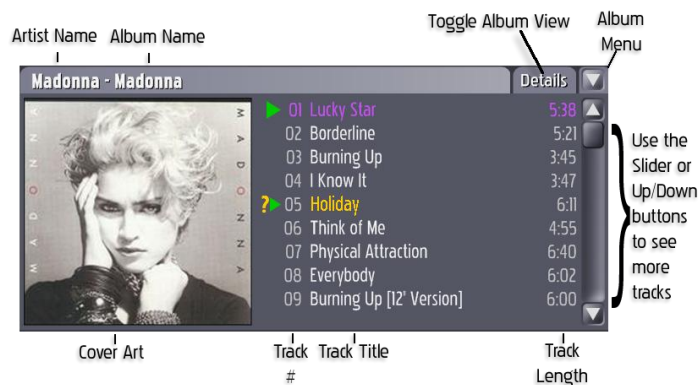 Toggle Album View
Album
Menu
Artist Name
Album Name
Madonna - Madonna
Details
MADONNA
MADONNA
01 Lucky Star 5:38
02 Borderline 5:21
03 Burning Up 3:45
04 I Know It 3:47
?05 Holiday 6:11
06 Think of Me 4:55
07 Physical Attraction 6:40
08 Everybody 6:02
09 Burning Up [12" Version] 6:00
Use the
Slider or
Up/Down
buttons
to see
more
tracks
Cover Art
Track
#
Track Title
Track
Length